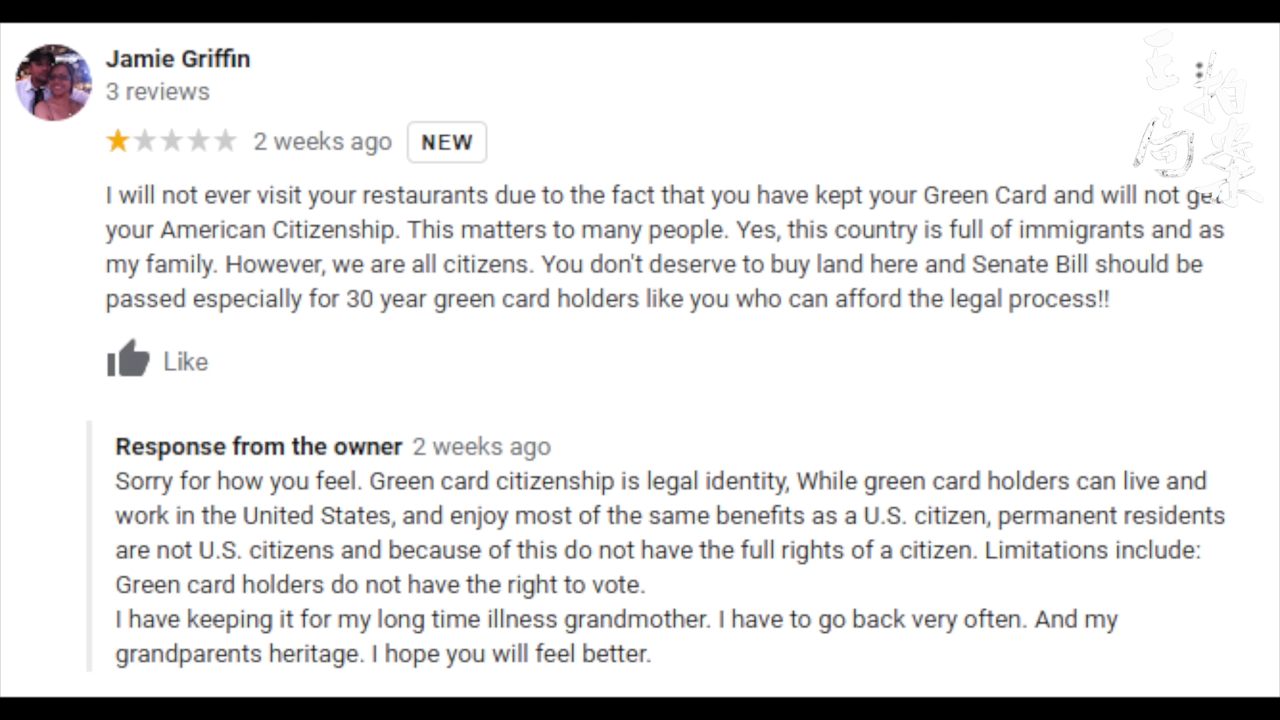 Jamie Griffin
3 reviews
2 weeks ago NEW
I will not ever visit your restaurants due to the fact that you have kept your Green Card and will not get
your American Citizenship. This matters to many people. Yes, this country is full of immigrants and as
my family. However, we are all citizens. You don't deserve to buy land here and Senate Bill should be
passed especially for 30 year green card holders like you who can afford the legal process!!
Like
Response from the owner 2 weeks ago
Sorry for how you feel. Green card citizenship is legal identity, While green card holders can live and
work in the United States, and enjoy most of the same benefits as a U.S. citizen, permanent residents
are not U.S. citizens and because of this do not have the full rights of a citizen. Limitations include:
Green card holders do not have the right to vote.
I have keeping it for my long time illness grandmother. I have to go back very often. And my
grandparents heritage. I hope you will feel better.